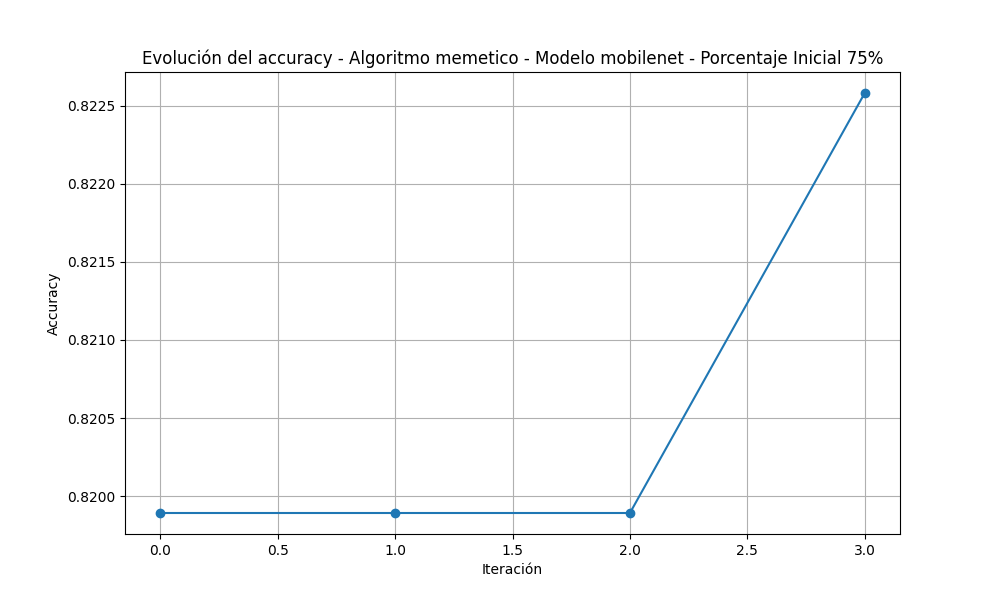 Evolución del accuracy - Algoritmo memetico - Modelo mobilenet - Porcentaje Inicial 75%
0.8225
0.8220
0.8215
0.8210
0.8205
0.8200
Accuracy
0.0 0.5 1.0 1.5 2.0 2.5 3.0
Iteración